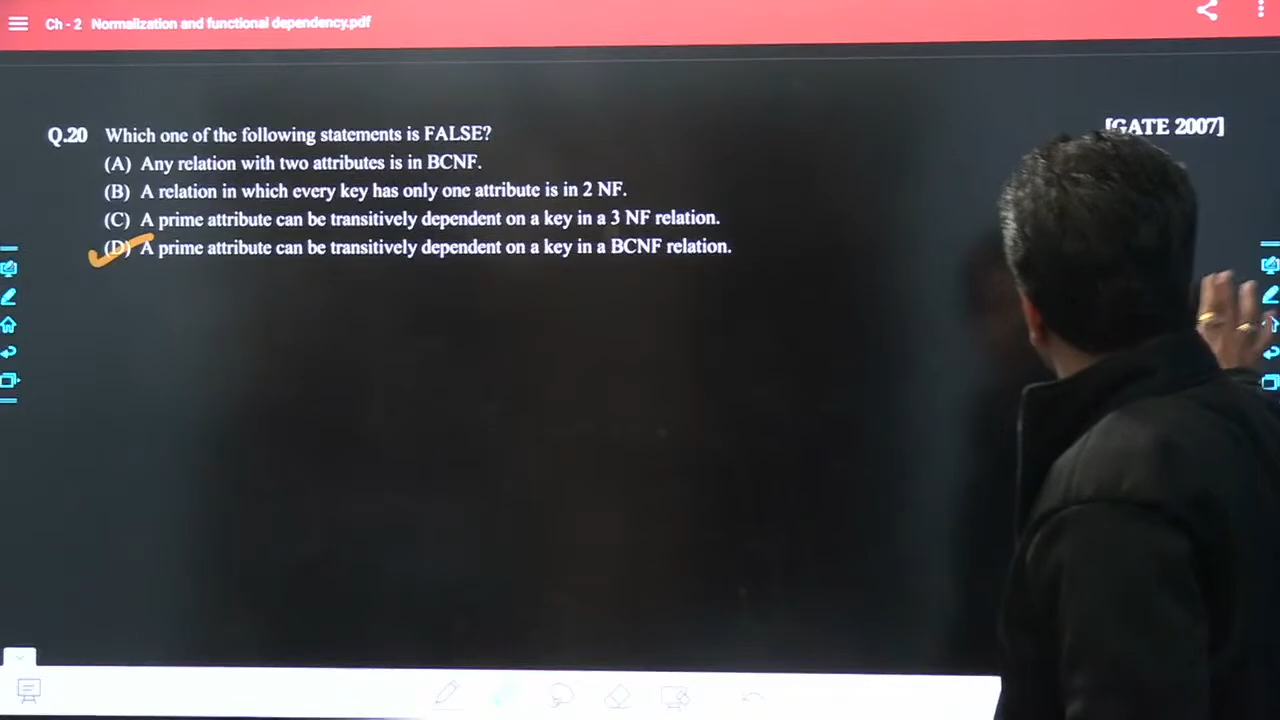 Ch - 2 Normalization and functional dependency.pdf
[GATE 2007]
Q.20 Which one of the following statements is FALSE?
(A) Any relation with two attributes is in BCNF.
(B) A relation in which every key has only one attribute is in 2 NF.
(C) A prime attribute can be transitively dependent on a key in a 3 NF relation.
(D) A prime attribute can be transitively dependent on a key in a BCNF relation.